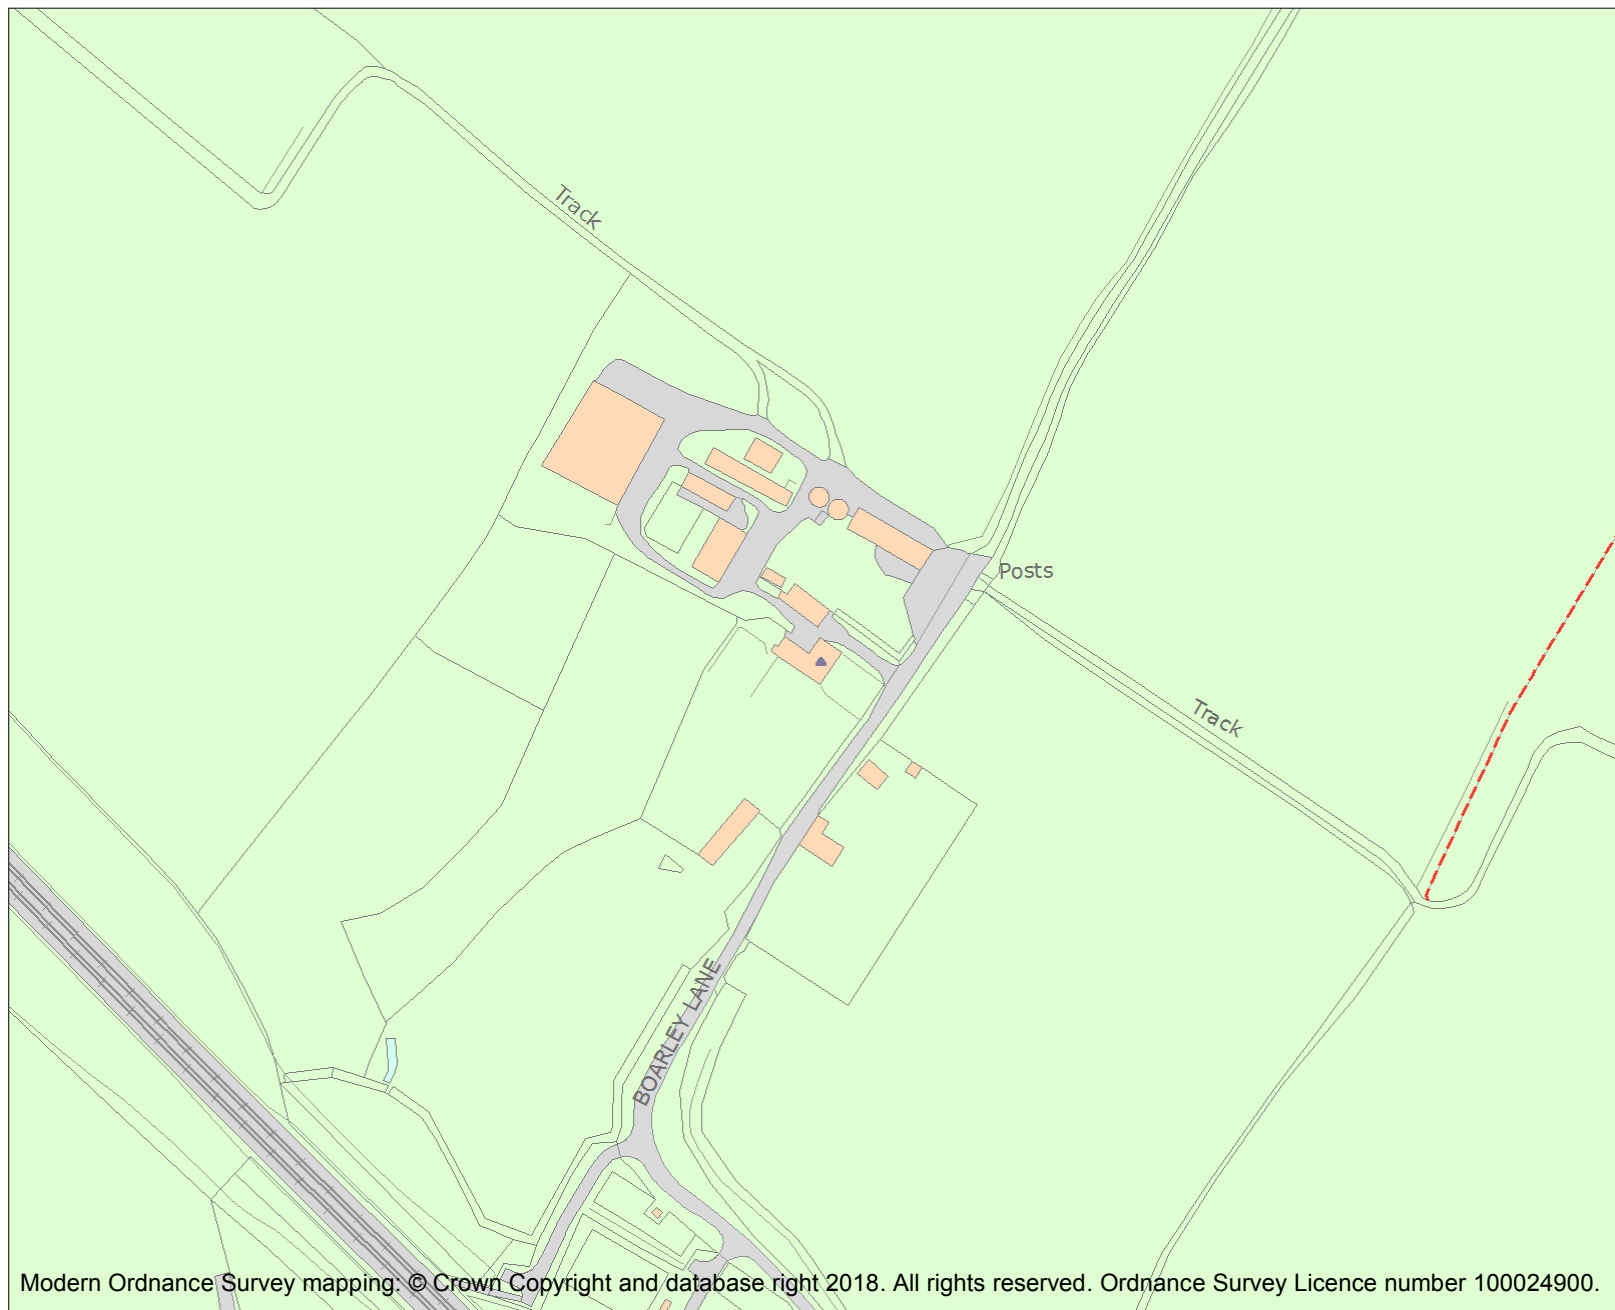 Track
Posts
Track
BOARLEY LANE
Modern Ordnance Survey mapping: © Crown Copyright and database right 2018. All rights reserved. Ordnance Survey Licence number 100024900.